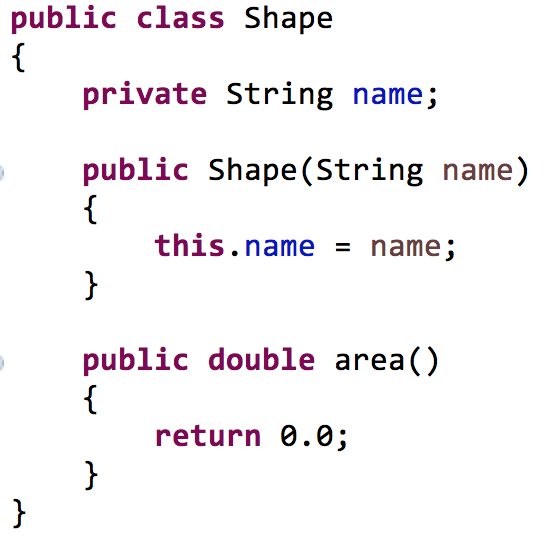 public class Shape
{
    private String name;

    public Shape(String name)
    {
        this.name = name;
    }

    public double area()
    {
        return 0.0;
    }
}